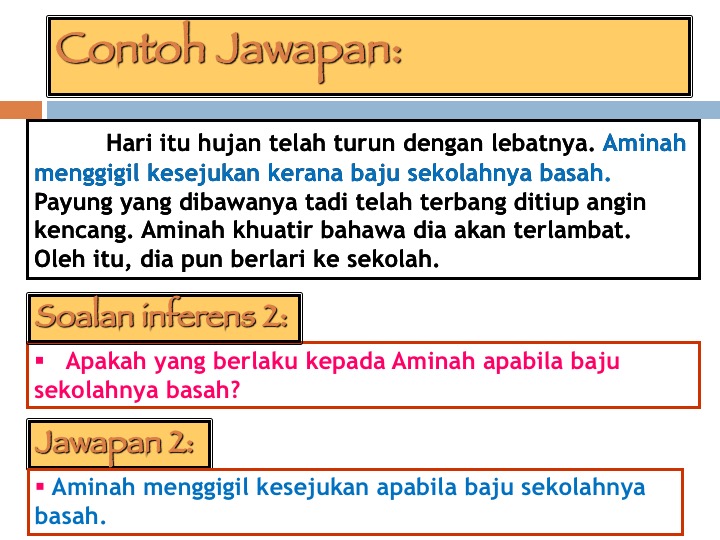 Contoh Jawapan:
Hari itu hujan telah turun dengan lebatnya. Aminah
menggigil kesejukan kerana baju sekolahnya basah.
Payung yang dibawanya tadi telah terbang ditiup angin
kencang. Aminah khuatir bahawa dia akan terlambat.
Oleh itu, dia pun berlari ke sekolah.
Soalan inferens 2:
▪ Apakah yang berlaku kepada Aminah apabila baju
sekolahnya basah?
Jawapan 2:
▪ Aminah menggigil kesejukan apabila baju sekolahnya
basah.